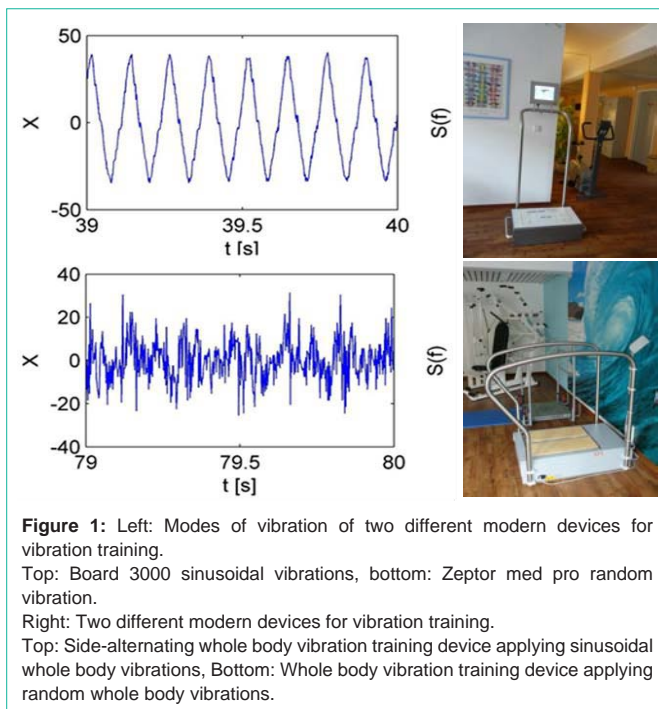 50
0
-50
X
39
39.5
40
t [s]
S(f)
40
20
0
-20
-40
X
79
79.5
80
t [s]
S(f)
Figure 1: Left: Modes of vibration of two different modern devices for
vibration training.
Top: Board 3000 sinusoidal vibrations, bottom: Zeptor med pro random
vibration.
Right: Two different modern devices for vibration training.
Top: Side-alternating whole body vibration training device applying sinusoidal
whole body vibrations, Bottom: Whole body vibration training device applying
random whole body vibrations.